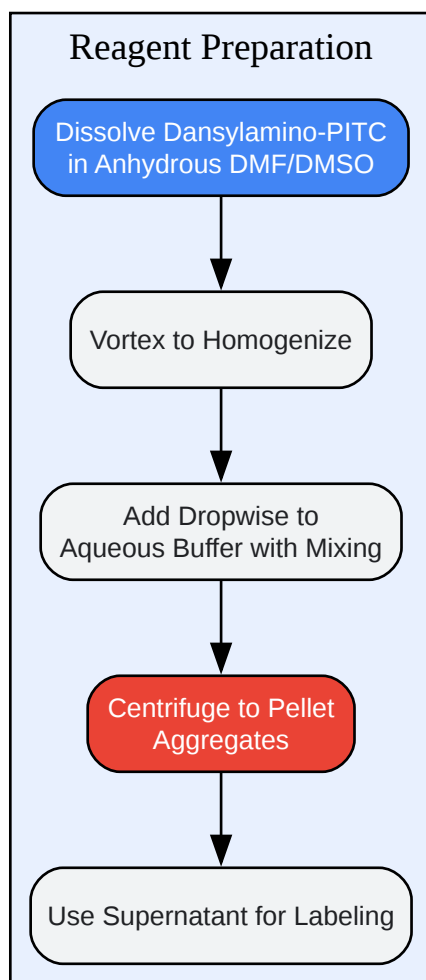 Reagent Preparation
Dissolve Dansylamino-PITC
in Anhydrous DMF/DMSO
Vortex to Homogenize
Add Dropwise to
Aqueous Buffer with Mixing
Centrifuge to Pellet
Aggregates
Use Supernatant for Labeling